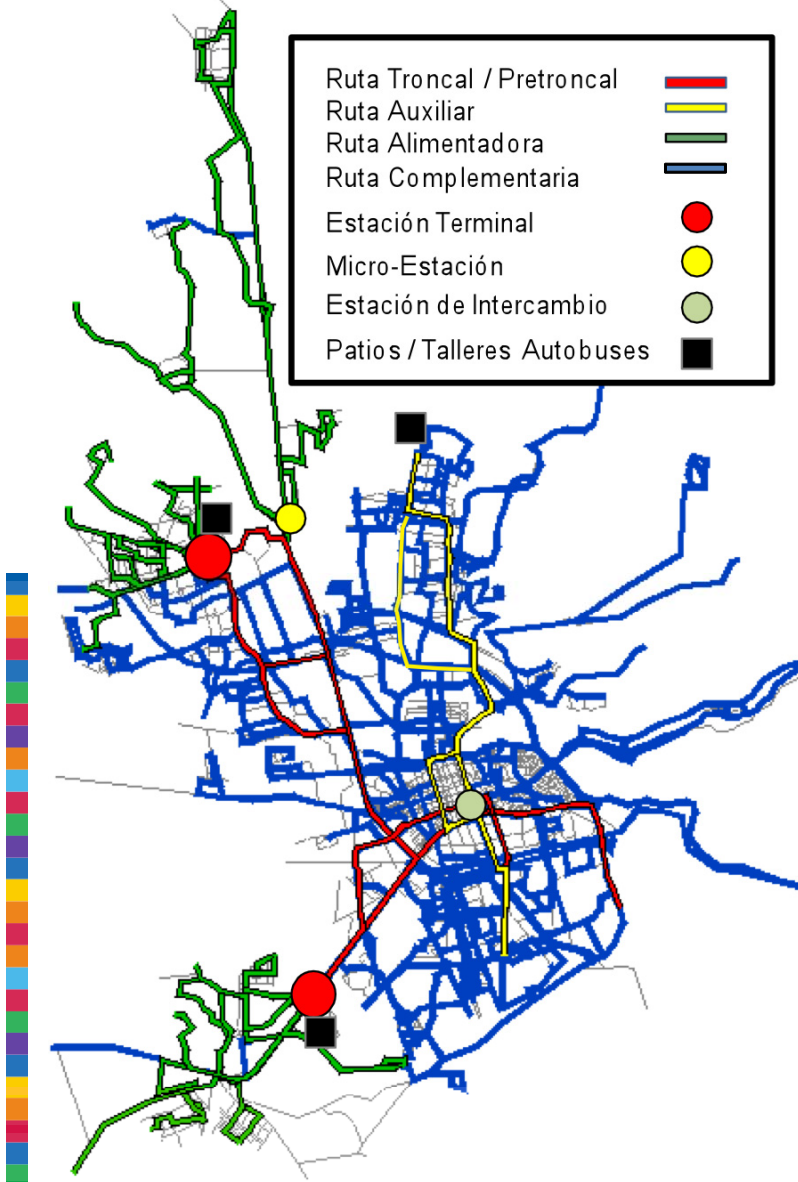 Ruta Troncal / Pretroncal
Ruta Auxiliar
Ruta Alimentadora
Ruta Complementaria
Estación Terminal
Micro-Estación
Estación de Intercambio
Patios / Talleres Autobuses